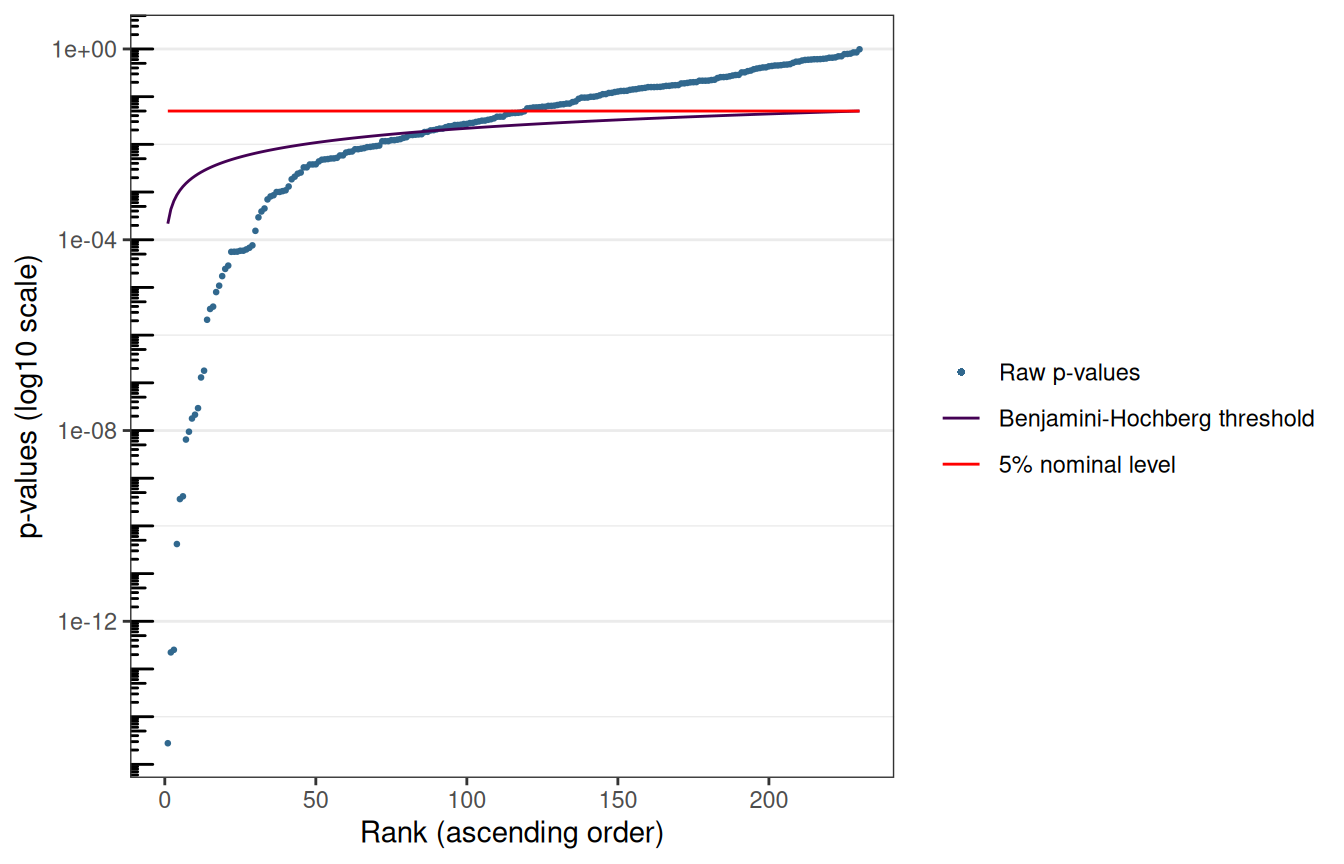 1e+00
1e-04
1e-08
1e-12
p-values (log10 scale)
0 50 100 150 200
Rank (ascending order)
Raw p-values
Benjamini-Hochberg threshold
5% nominal level